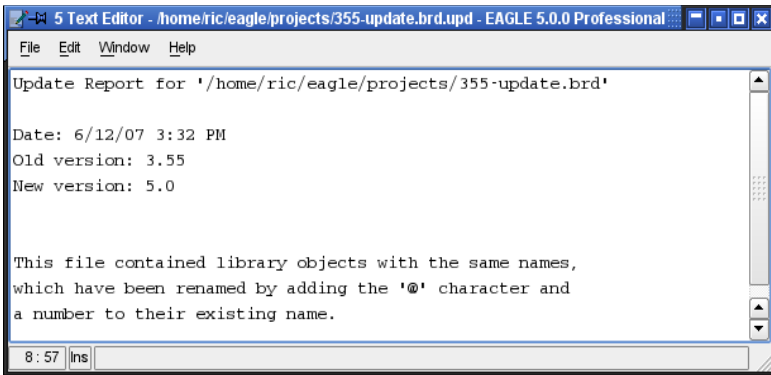 5 Text Editor - /home/ric/eagle/projects/355-update.brd.upd - EAGLE 5.0.0 Professional
File Edit Window Help
Update Report for '/home/ric/eagle/projects/355-update.brd'
Date: 6/12/07 3:32 PM
Old version: 3.55
New version: 5.0
This file contained library objects with the same names,
which have been renamed by adding the '@' character and
a number to their existing name.
8:57 Ins